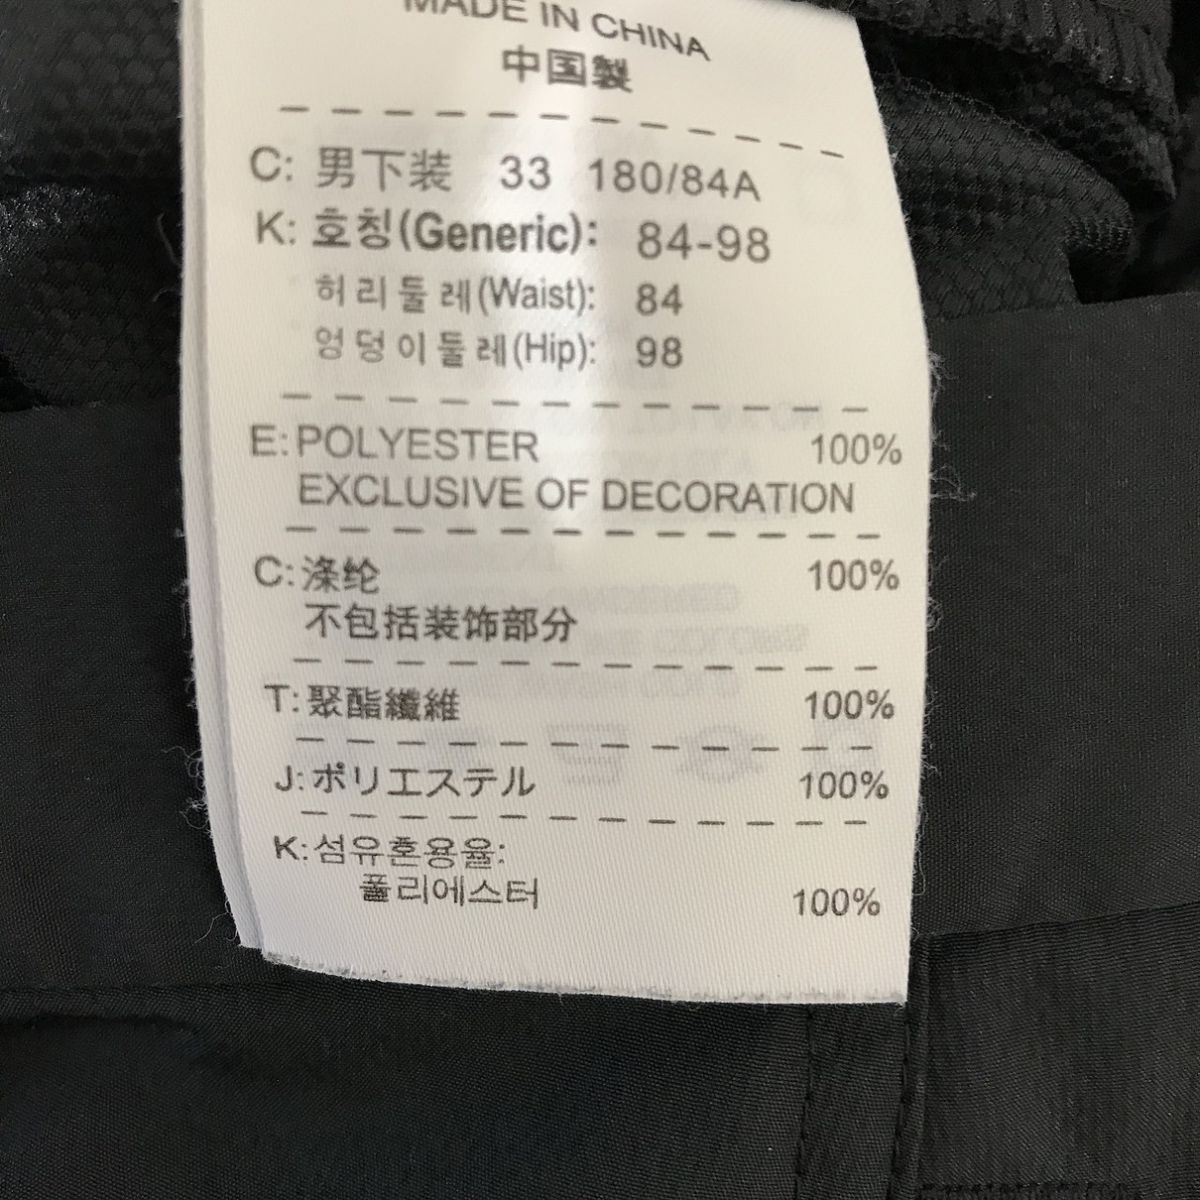 MADE IN CHINA
中国製
C: 男下装 33 180/84A
K: 호칭(Generic): 84-98
허리둘레(Waist): 84
엉덩이둘레(Hip): 98
E: POLYESTER 100%
EXCLUSIVE OF DECORATION
C: 涤纶 100%
不包括装饰部分
T: 聚酯纖維 100%
J: ポリエステル 100%
K: 섬유혼용율:
폴리에스터 100%